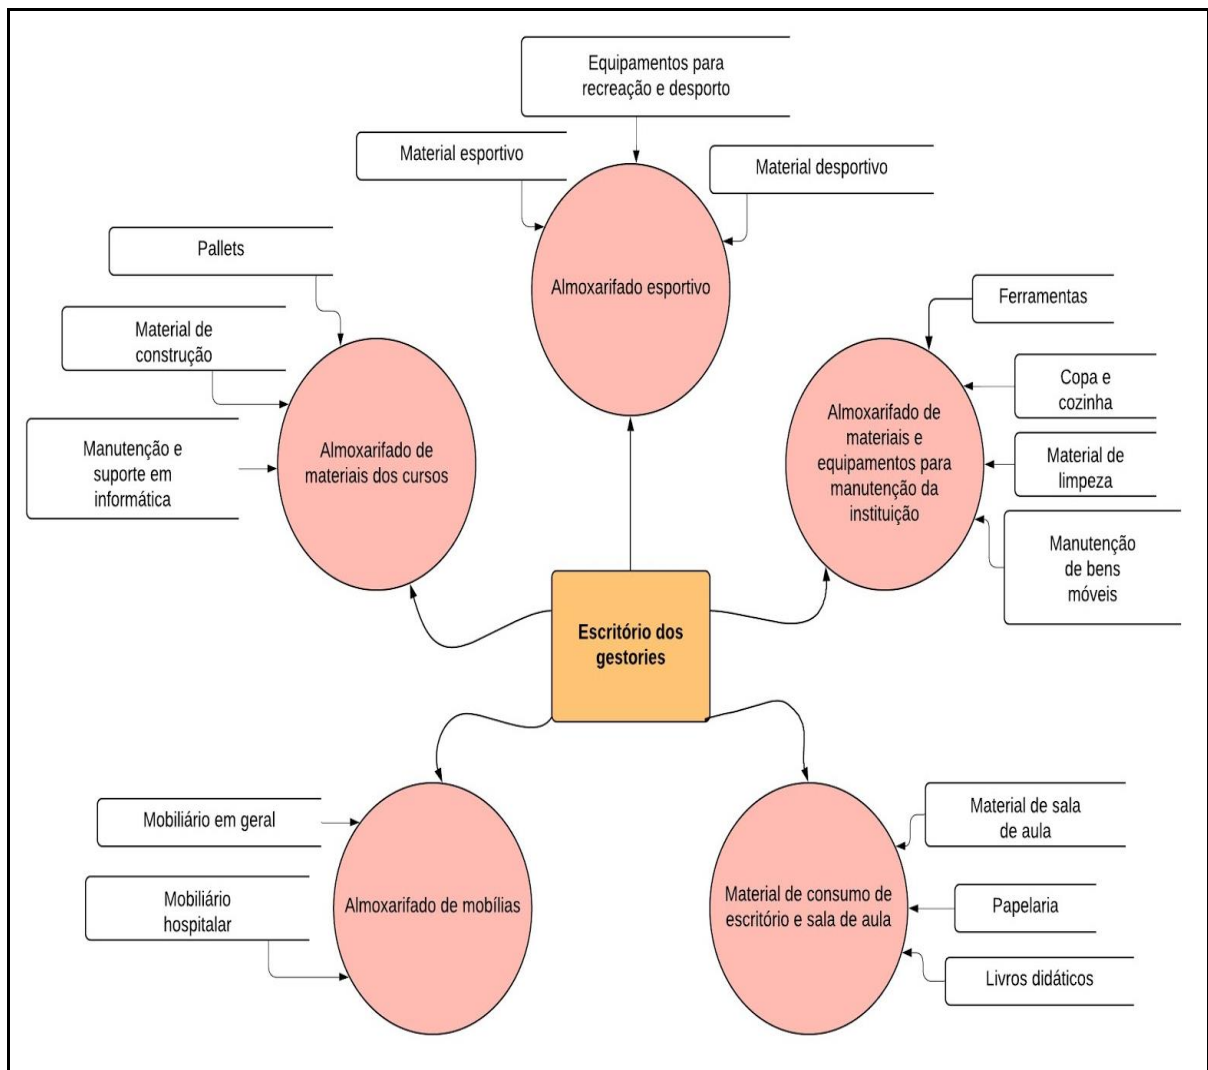 Equipamentos para
recreação e desporto
Material esportivo
Material desportivo
Almoxarifado esportivo
Pallets
Material de
construção
Manutenção e
suporte em
informática
Almoxarifado de
materiais dos cursos
Ferramentas
Copa e
cozinha
Material de
limpeza
Manutenção
de bens
móveis
Almoxarifado de
materiais e
equipamentos para
manutenção da
instituição
Escritório dos
gestories
Mobiliário em geral
Mobiliário
hospitalar
Almoxarifado de mobílias
Material de consumo de
escritório e sala de aula
Material de sala
de aula
Papelaria
Livros didáticos